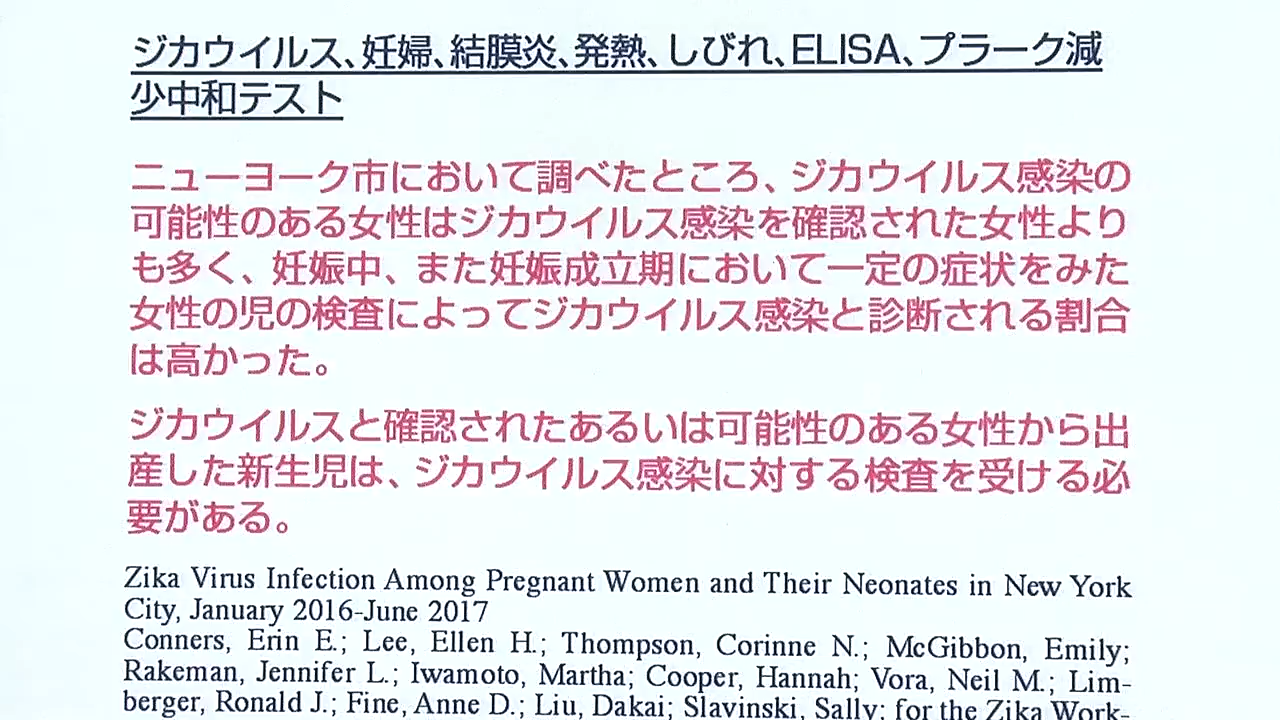 ジカウイルス、妊婦、結膜炎、発熱、しびれ、ELISA、プラーク減
少中和テスト
ニューヨーク市において調べたところ、ジカウイルス感染の
可能性のある女性はジカウイルス感染を確認された女性より
も多く、妊娠中、また妊娠成立期において一定の症状をみた
女性の児の検査によってジカウイルス感染と診断される割合
は高かった。
ジカウイルスと確認されたあるいは可能性のある女性から出
産した新生児は、ジカウイルス感染に対する検査を受ける必
要がある。
Zika Virus Infection Among Pregnant Women and Their Neonates in New York
City, January 2016-June 2017
Conners, Erin E.; Lee, Ellen H.; Thompson, Corinne N.; McGibbon, Emily;
Rakeman, Jennifer L.; Iwamoto, Martha; Cooper, Hannah; Vora, Neil M.; Lim-
berger, Ronald J.; Fine, Anne D.; Liu, Dakai; Slavinski, Sally; for the Zika Work-